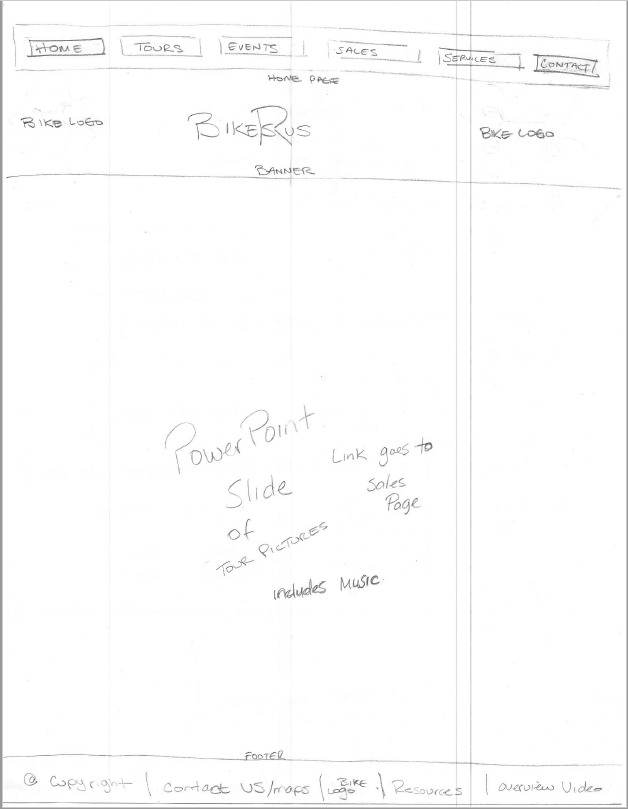 HOME TOURS EVENTS SALES SERVICES CONTACT
HOME PAGE
BIKE LOGO BIKESRUS BIKE LOGO
BANNER
PowerPoint
Slide
of
TOUR PICTURES
includes Music
Link goes to
Sales
Page
FOOTER
@ Copyright | Contact US/maps | BIKE Logo | Resources | Overview Video